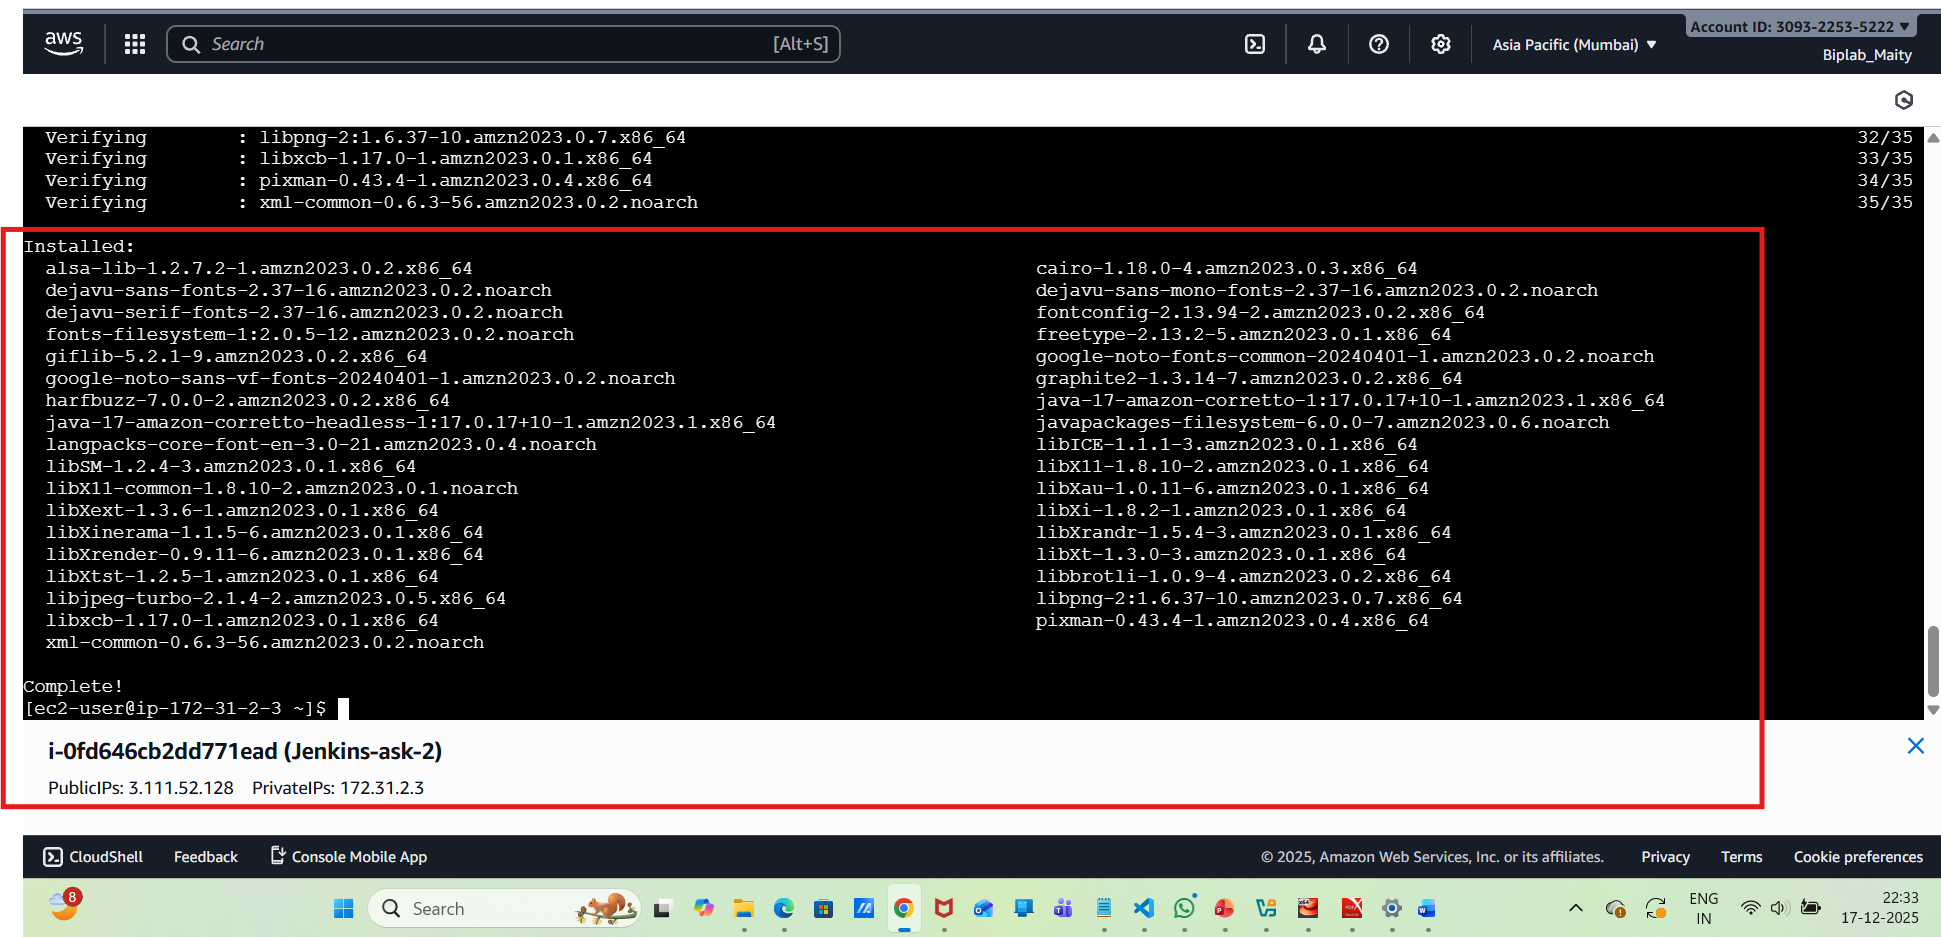 aws
Search
[Alt+S]
Asia Pacific (Mumbai) ▼
Account ID: 3093-2253-5222 ▼
Biplab_Maity
Verifying : libpng-2:1.6.37-10.amzn2023.0.7.x86_64 32/35
Verifying : libxcb-1.17.0-1.amzn2023.0.1.x86_64 33/35
Verifying : pixman-0.43.4-1.amzn2023.0.4.x86_64 34/35
Verifying : xml-common-0.6.3-56.amzn2023.0.2.noarch 35/35
Installed:
alsa-lib-1.2.7.2-1.amzn2023.0.2.x86_64 cairo-1.18.0-4.amzn2023.0.3.x86_64
dejavu-sans-fonts-2.37-16.amzn2023.0.2.noarch dejavu-sans-mono-fonts-2.37-16.amzn2023.0.2.noarch
dejavu-serif-fonts-2.37-16.amzn2023.0.2.noarch fontconfig-2.13.94-2.amzn2023.0.2.x86_64
fonts-filesystem-1:2.0.5-12.amzn2023.0.2.noarch freetype-2.13.2-5.amzn2023.0.1.x86_64
giflib-5.2.1-9.amzn2023.0.2.x86_64 google-noto-fonts-common-20240401-1.amzn2023.0.2.noarch
google-noto-sans-vf-fonts-20240401-1.amzn2023.0.2.noarch graphite2-1.3.14-7.amzn2023.0.2.x86_64
harfbuzz-7.0.0-2.amzn2023.0.2.x86_64 java-17-amazon-corretto-1:17.0.17+10-1.amzn2023.1.x86_64
java-17-amazon-corretto-headless-1:17.0.17+10-1.amzn2023.1.x86_64 javapackages-filesystem-6.0.0-7.amzn2023.0.6.noarch
langpacks-core-font-en-3.0-21.amzn2023.0.4.noarch libICE-1.1.1-3.amzn2023.0.1.x86_64
libSM-1.2.4-3.amzn2023.0.1.x86_64 libX11-1.8.10-2.amzn2023.0.1.x86_64
libX11-common-1.8.10-2.amzn2023.0.1.noarch libXau-1.0.11-6.amzn2023.0.1.x86_64
libXext-1.3.6-1.amzn2023.0.1.x86_64 libXi-1.8.2-1.amzn2023.0.1.x86_64
libXinerama-1.1.5-6.amzn2023.0.1.x86_64 libXrandr-1.5.4-3.amzn2023.0.1.x86_64
libXrender-0.9.11-6.amzn2023.0.1.x86_64 libXt-1.3.0-3.amzn2023.0.1.x86_64
libXtst-1.2.5-1.amzn2023.0.1.x86_64 libbrotli-1.0.9-4.amzn2023.0.2.x86_64
libjpeg-turbo-2.1.4-2.amzn2023.0.5.x86_64 libpng-2:1.6.37-10.amzn2023.0.7.x86_64
libxcb-1.17.0-1.amzn2023.0.1.x86_64 pixman-0.43.4-1.amzn2023.0.4.x86_64
xml-common-0.6.3-56.amzn2023.0.2.noarch
Complete!
[ec2-user@ip-172-31-2-3 ~]$
i-0fd646cb2dd771ead (Jenkins-ask-2)
PublicIPs: 3.111.52.128 PrivateIPs: 172.31.2.3
CloudShell Feedback Console Mobile App © 2025, Amazon Web Services, Inc. or its affiliates. Privacy Terms Cookie preferences
8
Search
ENG
IN
22:33
17-12-2025